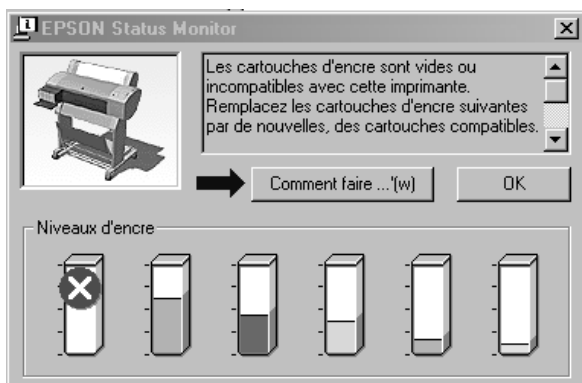 EPSON Status Monitor
Les cartouches d'encre sont vides ou
incompatibles avec cette imprimante.
Remplacez les cartouches d'encre suivantes
par de nouvelles, des cartouches compatibles.
Comment faire ...'(w)
OK
Niveaux d'encre